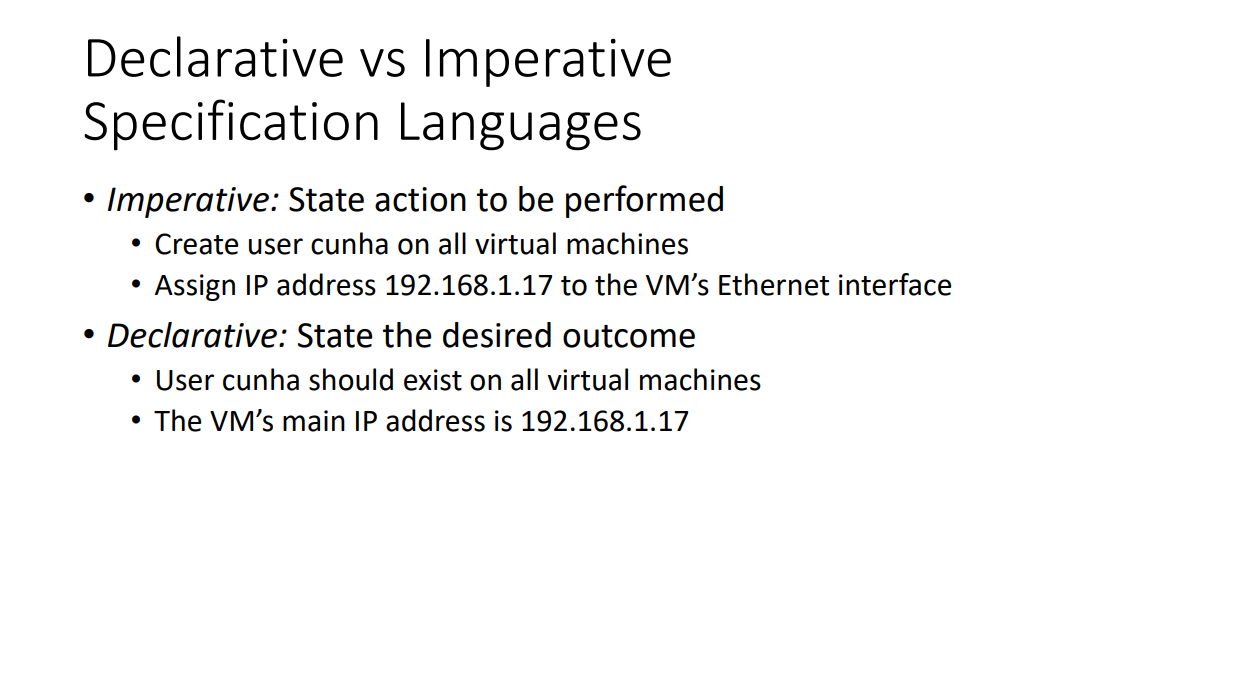 Declarative vs Imperative
Specification Languages
• Imperative: State action to be performed
• Create user cunha on all virtual machines
• Assign IP address 192.168.1.17 to the VM’s Ethernet interface
• Declarative: State the desired outcome
• User cunha should exist on all virtual machines
• The VM’s main IP address is 192.168.1.17